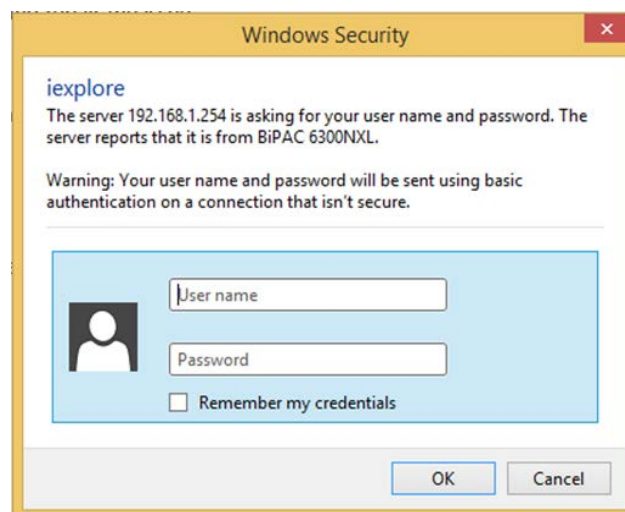 Windows Security
iexplore
The server 192.168.1.254 is asking for your user name and password. The
server reports that it is from BiPAC 6300NXL.
Warning: Your user name and password will be sent using basic
authentication on a connection that isn't secure.
User name
Password
Remember my credentials
OK
Cancel